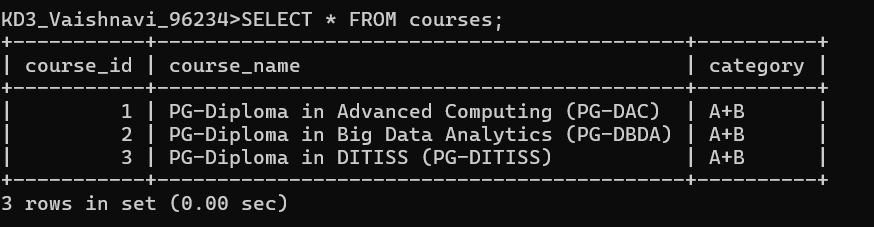 KD3_Vaishnavi_96234>SELECT * FROM courses;
+-----------+--------------------------------------------+----------+
| course_id | course_name                                | category |
+-----------+--------------------------------------------+----------+
|         1 | PG-Diploma in Advanced Computing (PG-DAC)  | A+B      |
|         2 | PG-Diploma in Big Data Analytics (PG-DBDA) | A+B      |
|         3 | PG-Diploma in DITISS (PG-DITISS)           | A+B      |
+-----------+--------------------------------------------+----------+
3 rows in set (0.00 sec)